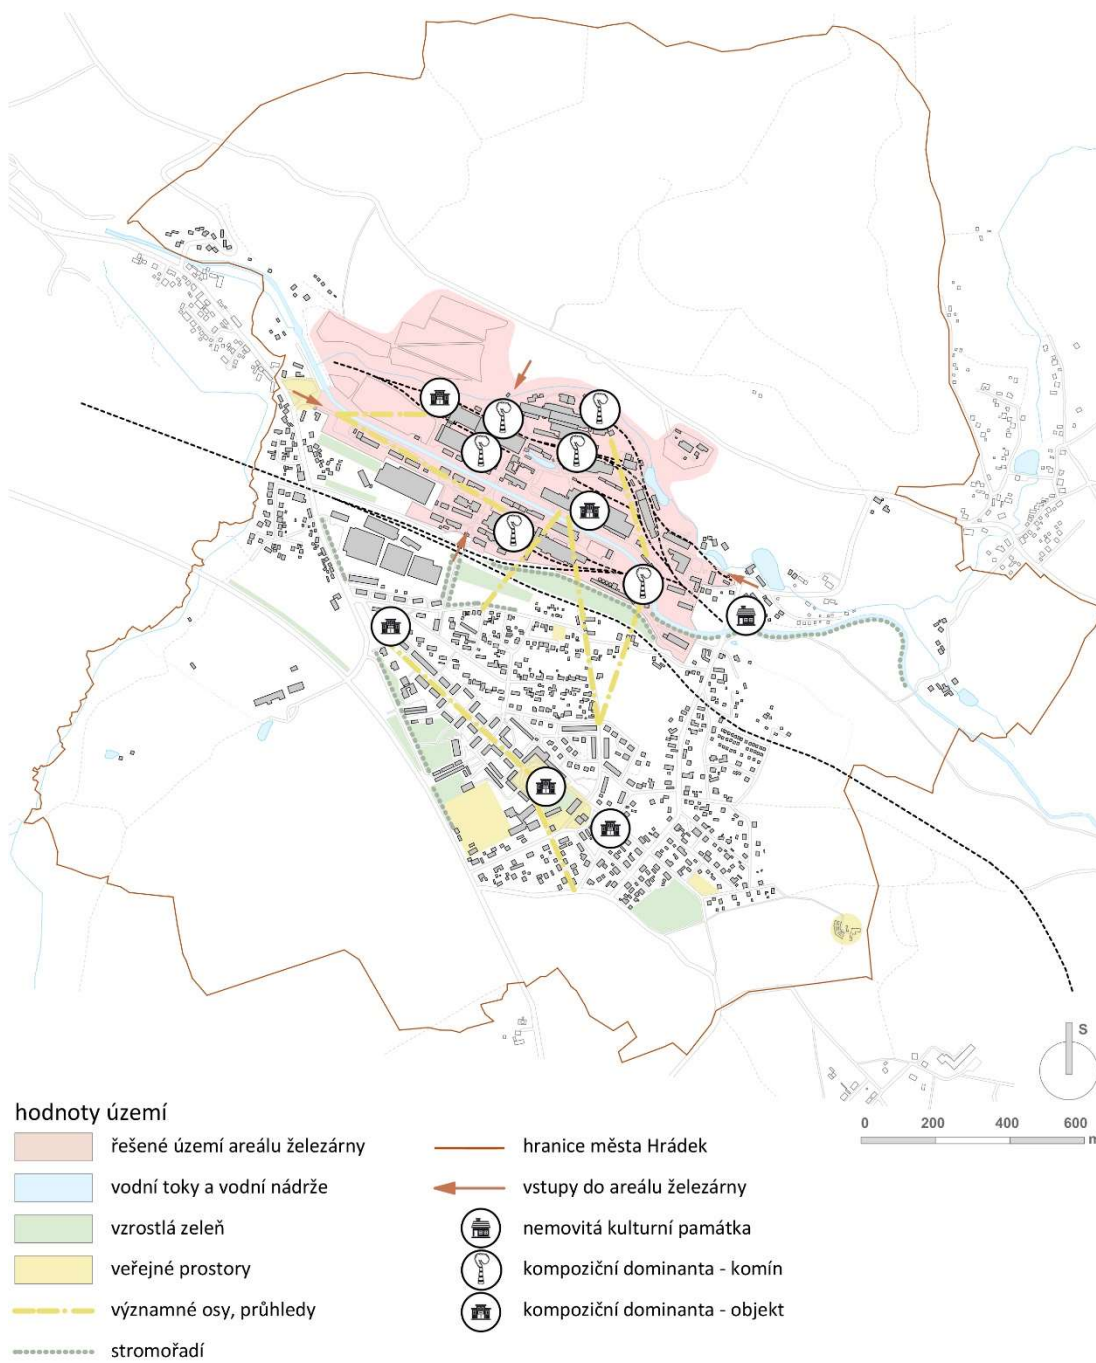 S
0 200 400 600
m
hodnoty území
řešené území areálu železárny
vodní toky a vodní nádrže
vzrostlá zeleň
veřejné prostory
významné osy, průhledy
stromořadí
hranice města Hrádek
vstupy do areálu železárny
nemovitá kulturní památka
kompoziční dominanta - komín
kompoziční dominanta - objekt